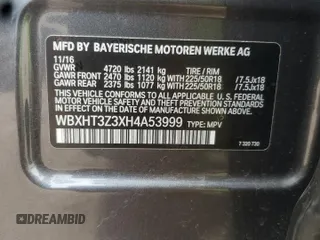 MFD BY BAYERISCHE MOTOREN WERKE AG
11/16
GVWR 4720 lbs 2141 kg TIRE / RIM
GAWR FRONT 2470 lbs 1120 kg WITH 225/50R18 /7.5Jx18
GAWR REAR 2375 lbs 1077 kg WITH 225/50R18 /7.5Jx18
THIS VEHICLE CONFORMS TO ALL APPLICABLE U.S. FEDERAL
MOTOR VEHICLE SAFETY, BUMPER, AND THEFT PREVENTION
STANDARDS IN EFFECT ON THE DATE OF MANUFACTURE SHOWN ABOVE.
WBXHT3Z3XH4A53999 TYPE: MPV
7 320 730
DREAMBID